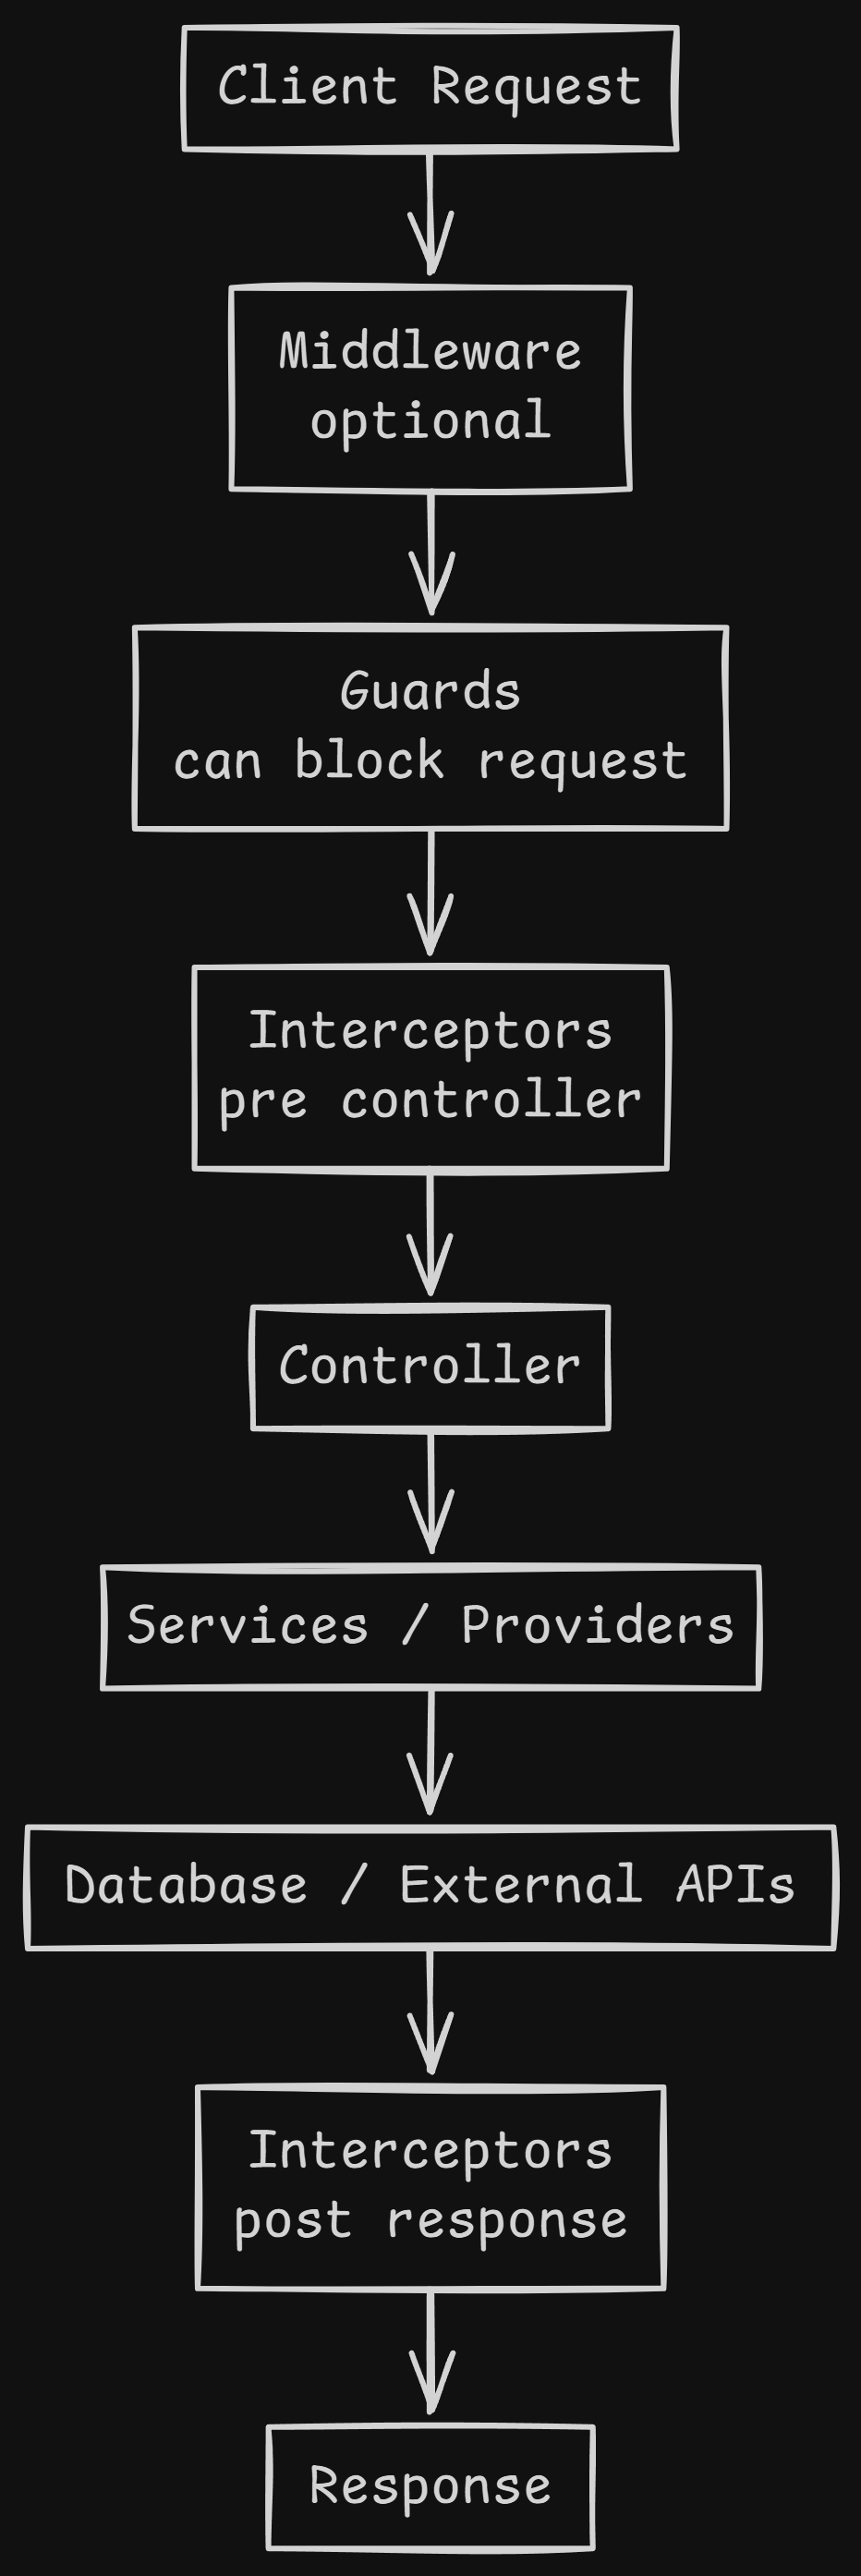 Client Request
Middleware
optional
Guards
can block request
Interceptors
pre controller
Controller
Services / Providers
Database / External APIs
Interceptors
post response
Response